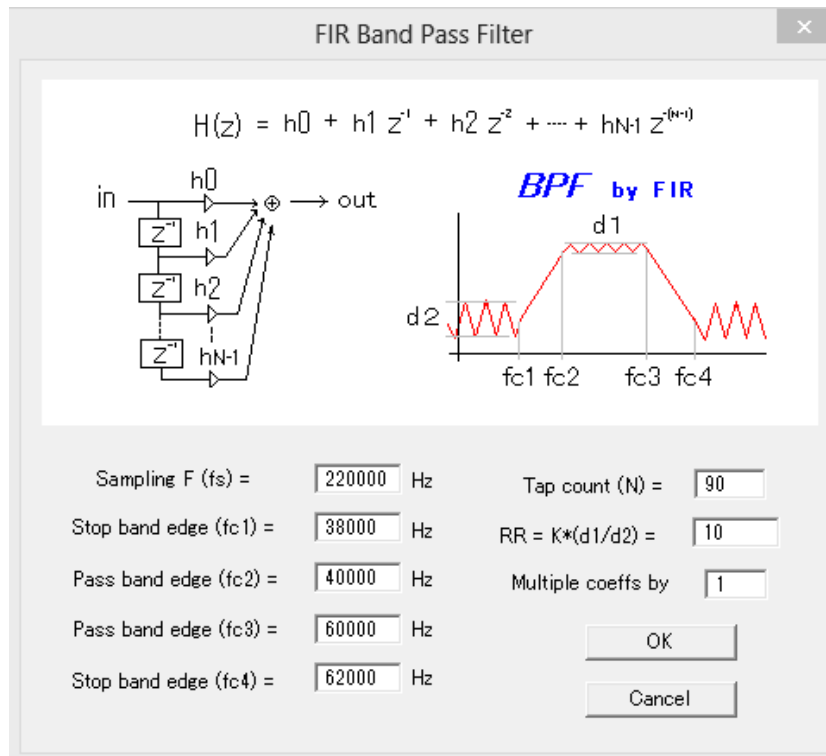 FIR Band Pass Filter
×
H(z) = h0 + h1 z⁻¹ + h2 z⁻² + ---- + hN-1 z⁻⁽ᴺ⁻¹⁾
in
h0
out
Z⁻¹
h1
Z⁻¹
h2
Z⁻¹
hN-1
BPF by FIR
d1
d2
fc1 fc2 fc3 fc4
Sampling F (fs) = 220000 Hz
Stop band edge (fc1) = 38000 Hz
Pass band edge (fc2) = 40000 Hz
Pass band edge (fc3) = 60000 Hz
Stop band edge (fc4) = 62000 Hz
Tap count (N) = 90
RR = K*(d1/d2) = 10
Multiple coeffs by 1
OK
Cancel